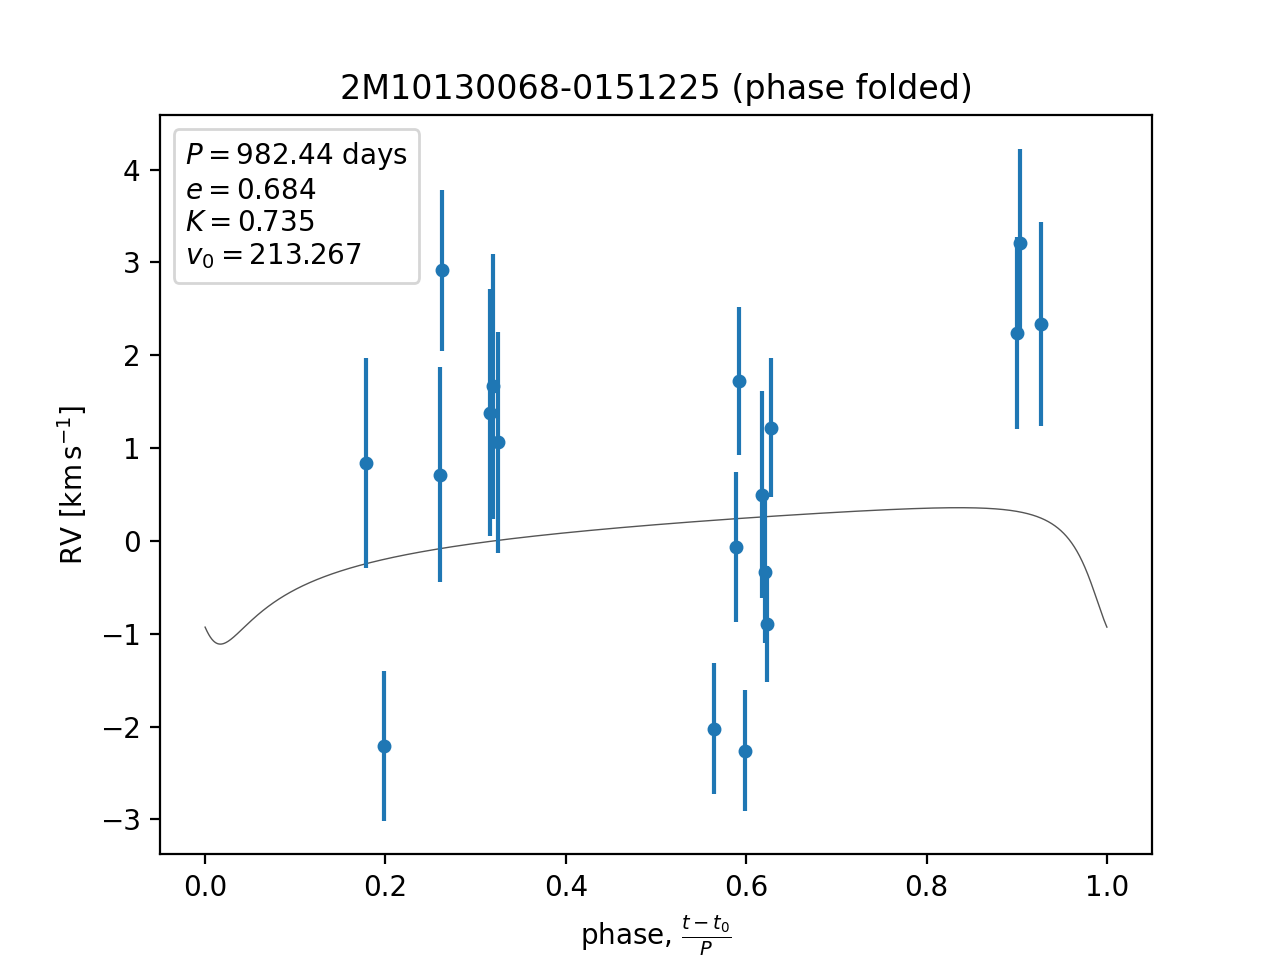 2M10130068-0151225 (phase folded)
P = 982.44 days
e = 0.684
K = 0.735
v₀ = 213.267
4
3
2
1
0
−1
−2
−3
RV [km s⁻¹]
0.0 0.2 0.4 0.6 0.8 1.0
phase, (t − t₀)/P